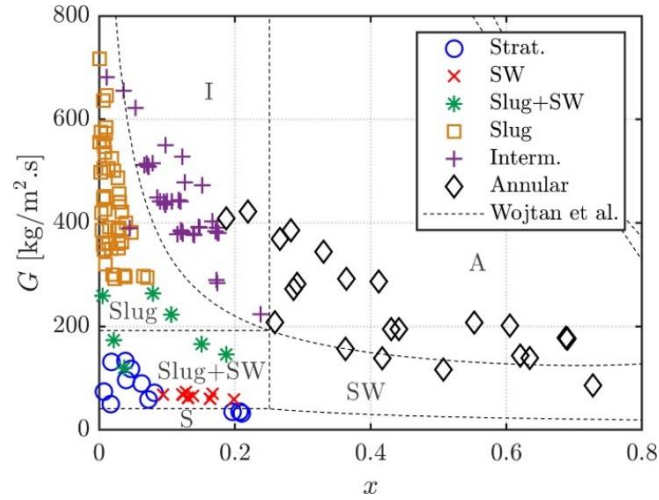 800
600
400
200
0
G [kg/m².s]
0
0.2
0.4
0.6
0.8
x
Strat.
SW
Slug+SW
Slug
Interm.
Annular
Wojtan et al.
I
A
Slug
Slug+SW
SW
S